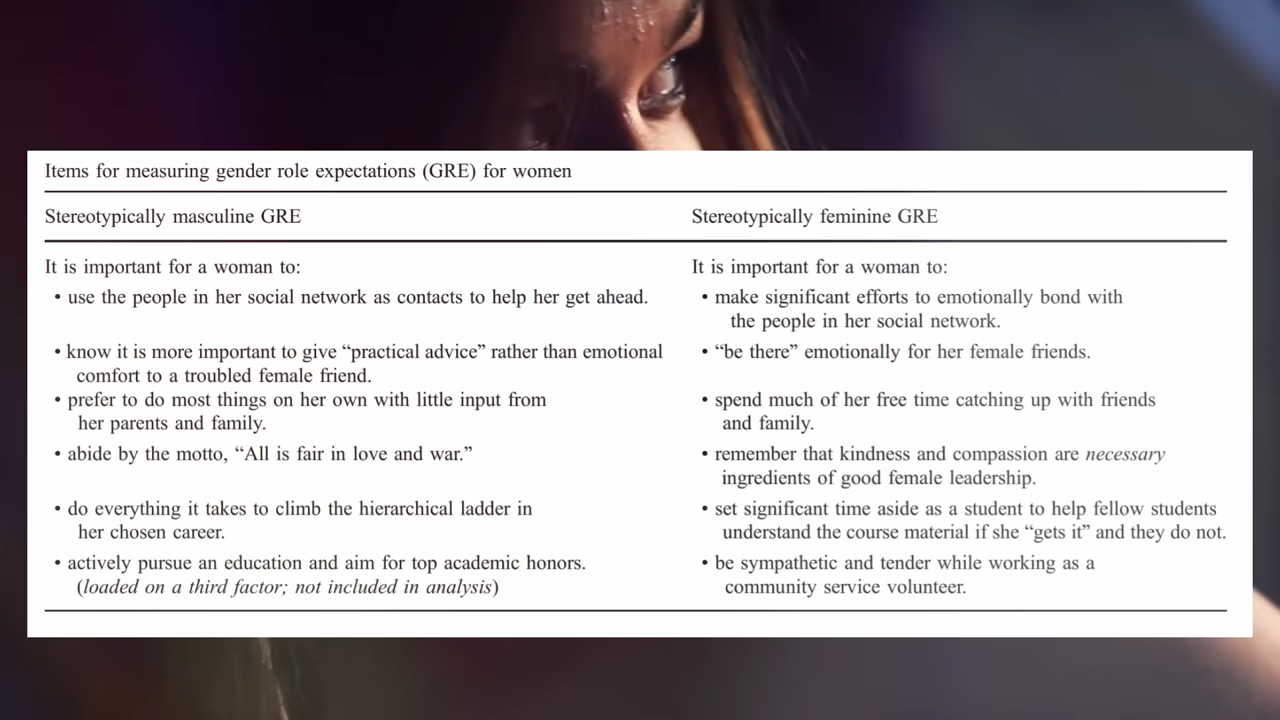 Items for measuring gender role expectations (GRE) for women
Stereotypically masculine GRE
It is important for a woman to:
• use the people in her social network as contacts to help her get ahead.
• know it is more important to give “practical advice” rather than emotional
comfort to a troubled female friend.
• prefer to do most things on her own with little input from
her parents and family.
• abide by the motto, “All is fair in love and war.”
• do everything it takes to climb the hierarchical ladder in
her chosen career.
• actively pursue an education and aim for top academic honors.
(loaded on a third factor; not included in analysis)
Stereotypically feminine GRE
It is important for a woman to:
• make significant efforts to emotionally bond with
the people in her social network.
• “be there” emotionally for her female friends.
• spend much of her free time catching up with friends
and family.
• remember that kindness and compassion are necessary
ingredients of good female leadership.
• set significant time aside as a student to help fellow students
understand the course material if she “gets it” and they do not.
• be sympathetic and tender while working as a
community service volunteer.